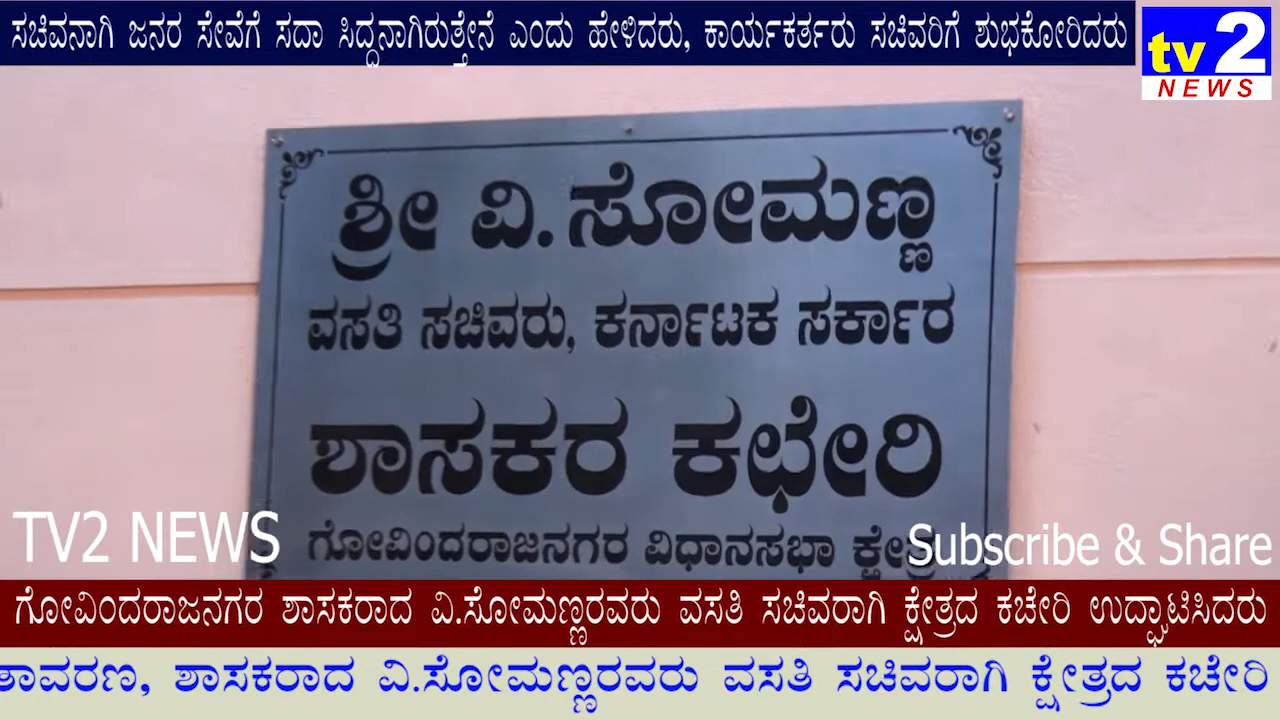 ಸಚಿವನಾಗಿ ಜನರ ಸೇವೆಗೆ ಸದಾ ಸಿದ್ದನಾಗಿರುತ್ತೇನೆ ಎಂದು ಹೇಳಿದರು, ಕಾರ್ಯಕರ್ತರು ಸಚಿವರಿಗೆ ಶುಭಕೋರಿದರು
tv2
NEWS
ಶ್ರೀ ವಿ. ಸೋಮಣ್ಣ
ವಸತಿ ಸಚಿವರು, ಕರ್ನಾಟಕ ಸರ್ಕಾರ
ಶಾಸಕರ ಕಛೇರಿ
ಗೋವಿಂದರಾಜನಗರ ವಿಧಾನಸಭಾ
TV2 NEWS
Subscribe & Share
ಗೋವಿಂದರಾಜನಗರ ಶಾಸಕರಾದ ವಿ.ಸೋಮಣ್ಣರವರು ವಸತಿ ಸಚಿವರಾಗಿ ಕ್ಷೇತ್ರದ ಕಚೇರಿ ಉದ್ಘಾಟಿಸಿದರು
ತಾವರಣ, ಶಾಸಕರಾದ ವಿ.ಸೋಮಣ್ಣರವರು ವಸತಿ ಸಚಿವರಾಗಿ ಕ್ಷೇತ್ರದ ಕಚೇರಿ